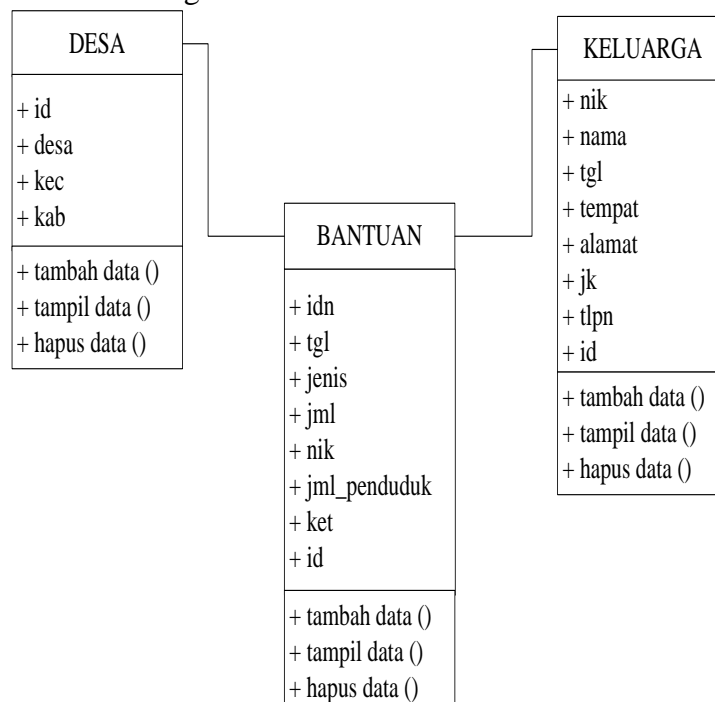 DESA
+ id
+ desa
+ kec
+ kab
+ tambah data ()
+ tampil data ()
+ hapus data ()
BANTUAN
+ idn
+ tgl
+ jenis
+ jml
+ nik
+ jml_penduduk
+ ket
+ id
+ tambah data ()
+ tampil data ()
+ hapus data ()
KELUARGA
+ nik
+ nama
+ tgl
+ tempat
+ alamat
+ jk
+ tlpn
+ id
+ tambah data ()
+ tampil data ()
+ hapus data ()